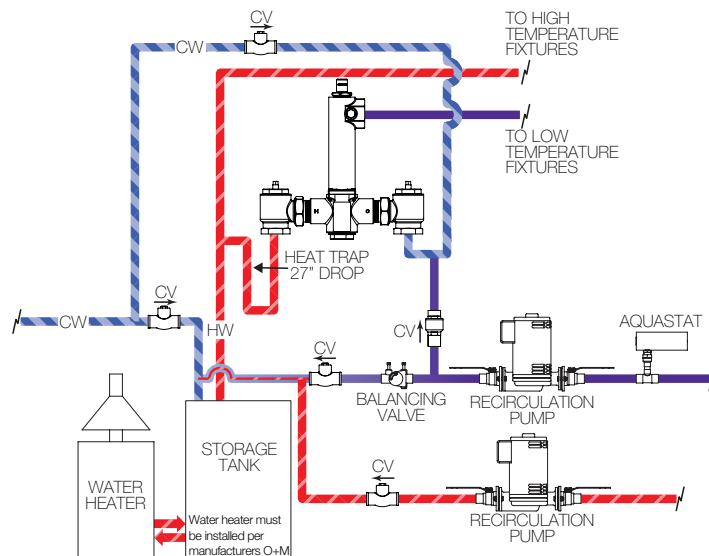 CV
CW
TO HIGH
TEMPERATURE
FIXTURES
TO LOW
TEMPERATURE
FIXTURES
H
C
HEAT TRAP
27" DROP
CV
CW
HW
CV
CV
AQUASTAT
BALANCING
VALVE
RECIRCULATION
PUMP
STORAGE
TANK
WATER
HEATER
CV
Water heater must
be installed per
manufacturers O+M
RECIRCULATION
PUMP